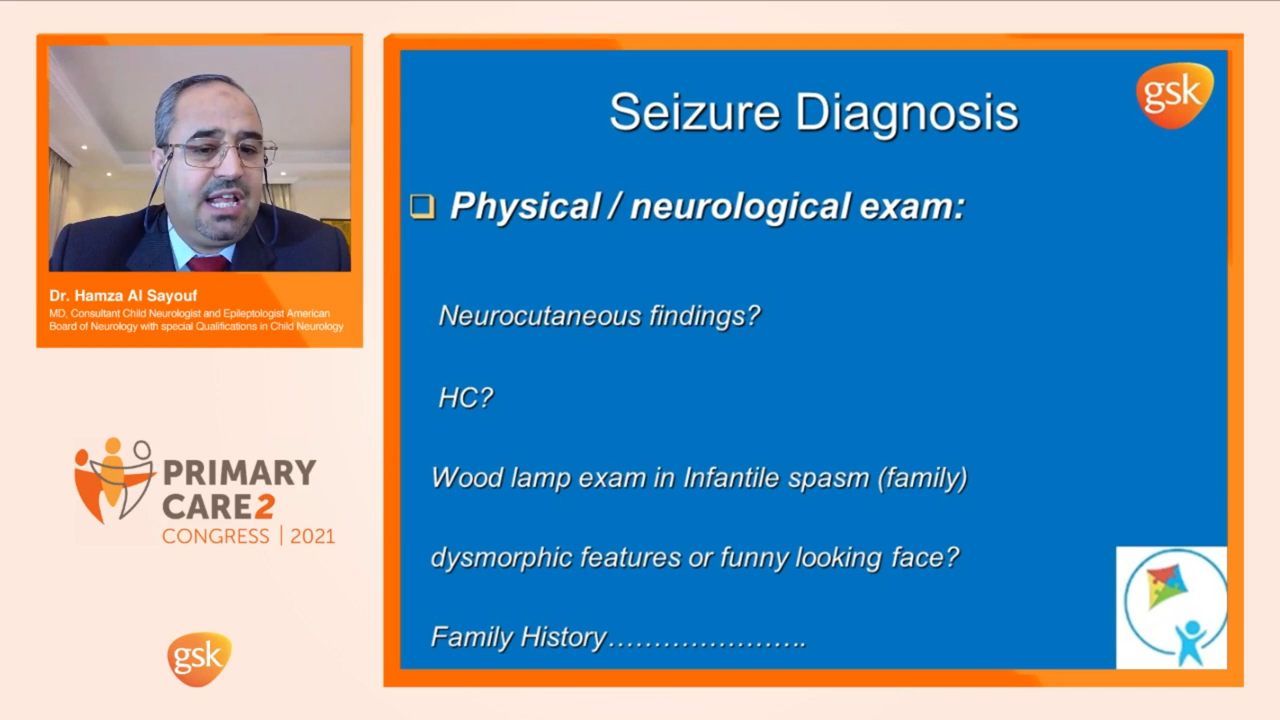 Dr. Hamza Al Sayouf
MD, Consultant Child Neurologist and Epileptologist American
Board of Neurology with special Qualifications in Child Neurology
PRIMARY
CARE2
CONGRESS | 2021
gsk
gsk
Seizure Diagnosis
Physical / neurological exam:
Neurocutaneous findings?
HC?
Wood lamp exam in Infantile spasm (family)
dysmorphic features or funny looking face?
Family History…………………..